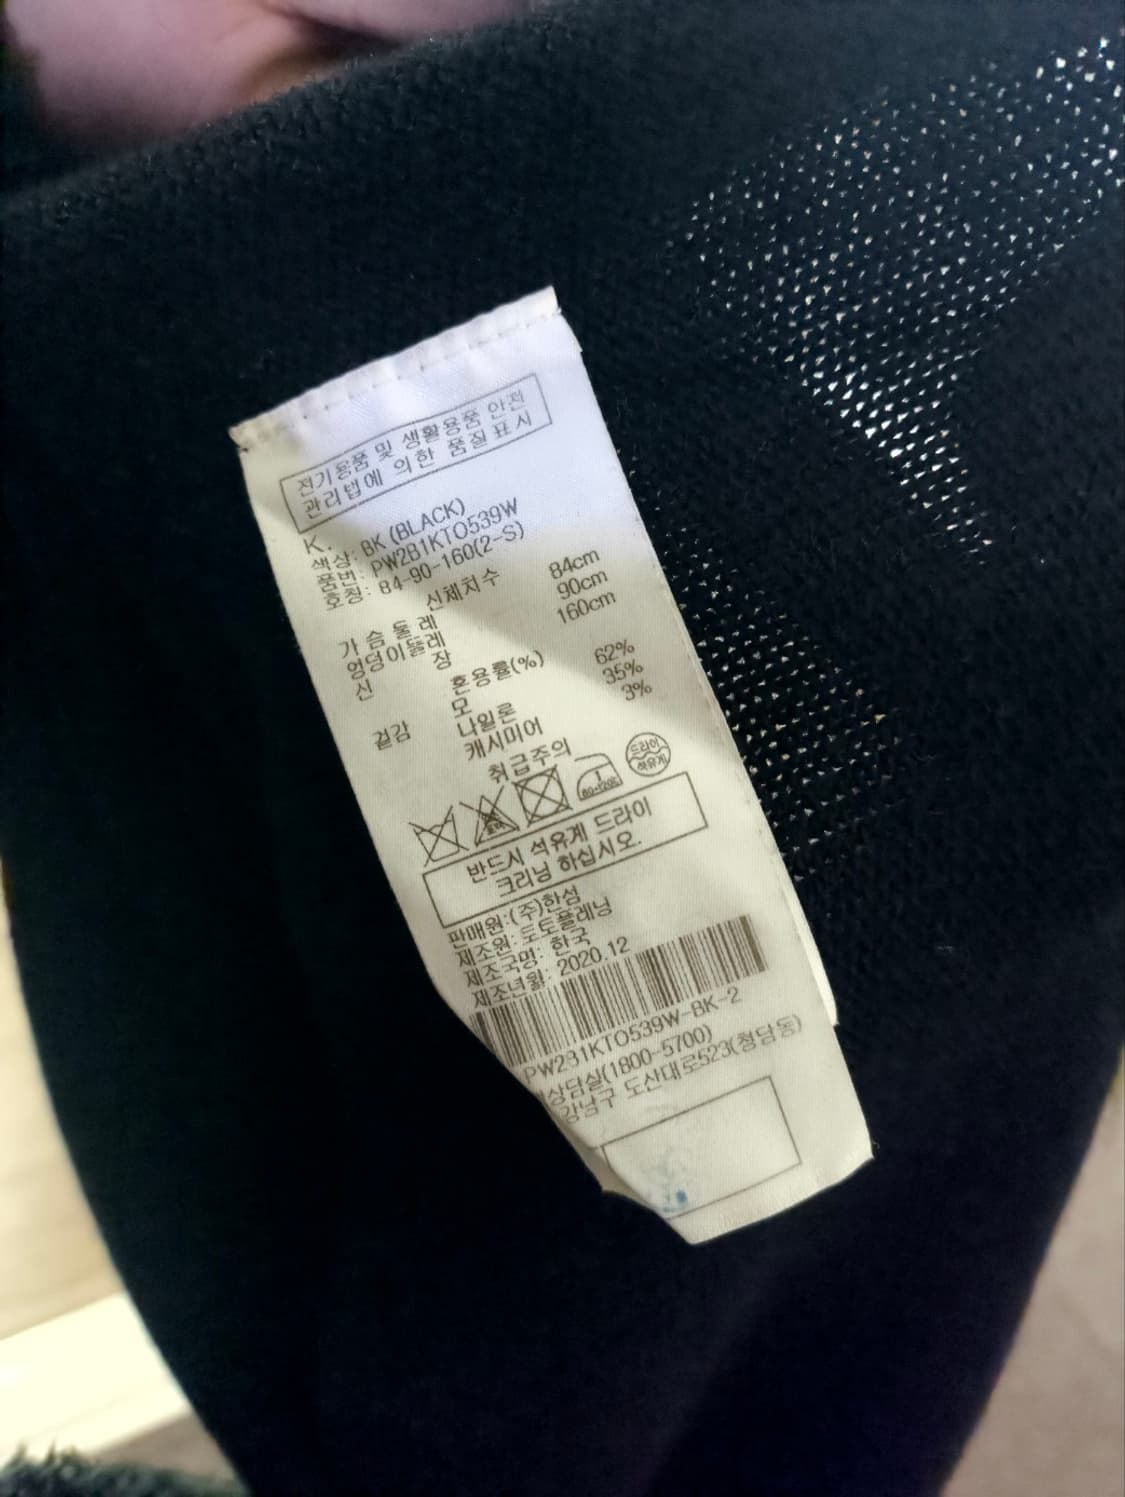 전기용품 및 생활용품 안전
관리법에 의한 품질표시
K.
색상: BK (BLACK)
품번: PW2B1KTO539W
호칭: 84-90-160(2-S)
신체치수
가슴둘레 84cm
엉덩이둘레 90cm
신장 160cm
혼용률(%)
겉감 모 62%
나일론 35%
캐시미어 3%
취급주의
80~120℃
드라이
석유계
반드시 석유계 드라이
크리닝 하십시오.
판매원:(주)한섬
제조원: 토토플래닝
제조국명: 한국
제조년월: 2020.12
PW2B1KTO539W-BK-2
상담실(1800-5700)
강남구 도산대로523(청담동)